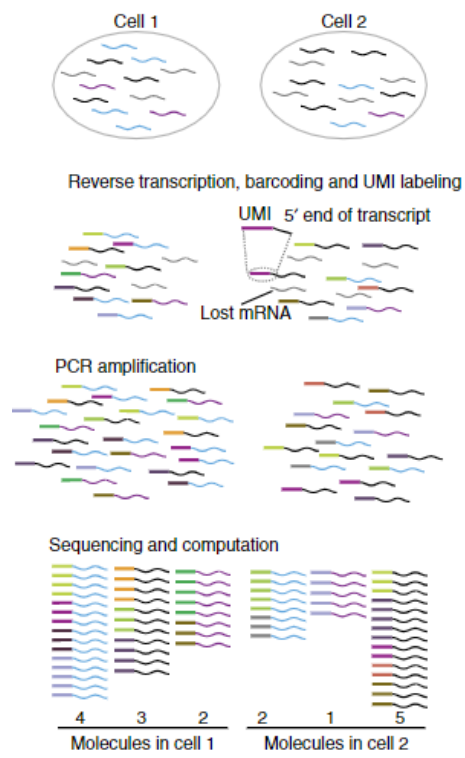 Cell 1
Cell 2
Reverse transcription, barcoding and UMI labeling
UMI
5′ end of transcript
Lost mRNA
PCR amplification
Sequencing and computation
4 3 2
2 1 5
Molecules in cell 1
Molecules in cell 2